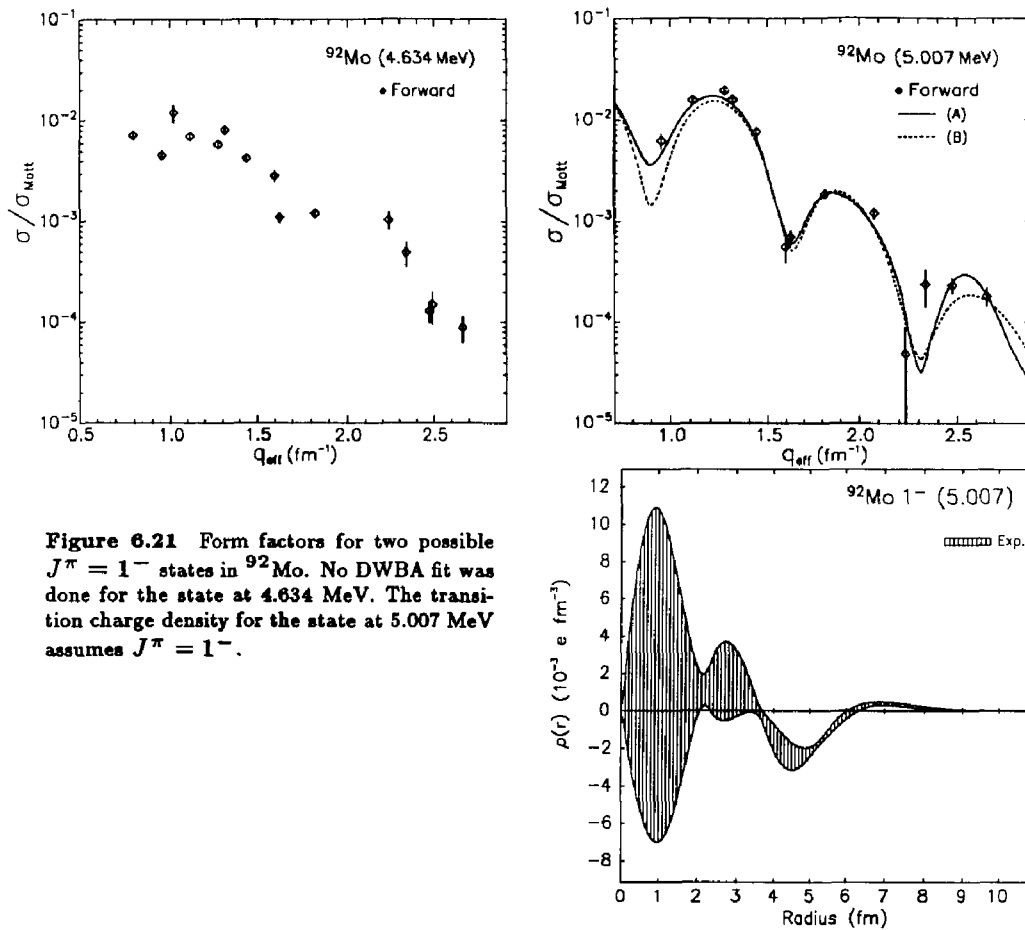 10⁻¹
10⁻²
10⁻³
10⁻⁴
10⁻⁵
σ/σMott
⁹²Mo (4.634 MeV)
Forward
0.5 1.0 1.5 2.0 2.5
qeff (fm⁻¹)
10⁻¹
10⁻²
10⁻³
10⁻⁴
10⁻⁵
σ/σMott
⁹²Mo (5.007 MeV)
Forward
(A)
(B)
1.0 1.5 2.0 2.5
qeff (fm⁻¹)
Figure 6.21 Form factors for two possible
Jπ = 1⁻ states in ⁹²Mo. No DWBA fit was
done for the state at 4.634 MeV. The transi-
tion charge density for the state at 5.007 MeV
assumes Jπ = 1⁻.
12
10
8
6
4
2
0
-2
-4
-6
-8
ρ(r) (10⁻³ e fm⁻³)
⁹²Mo 1⁻ (5.007)
Exp.
0 1 2 3 4 5 6 7 8 9 10
Radius (fm)